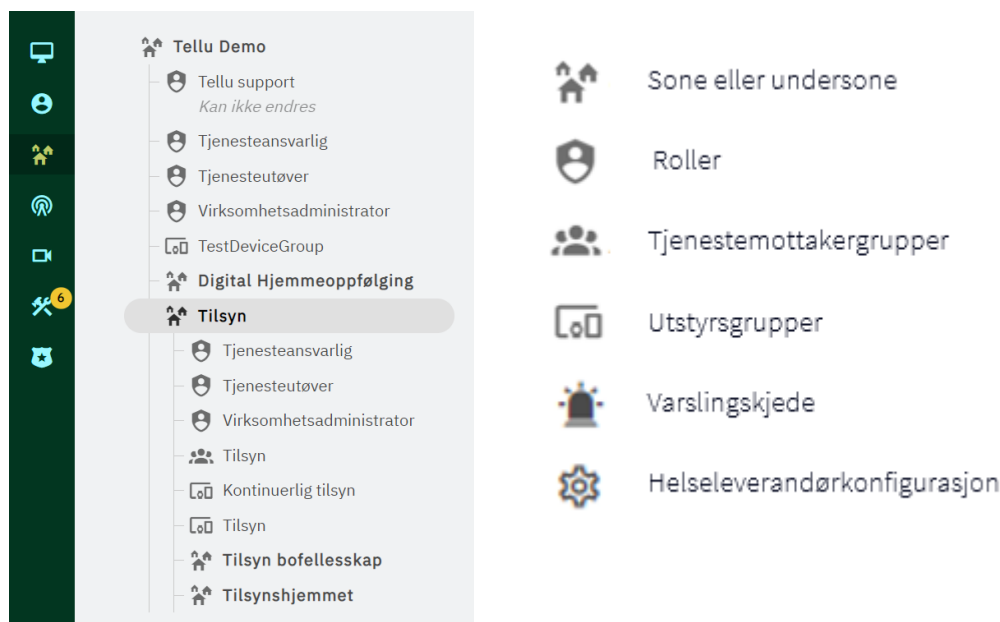 6
Tellu Demo
Tellu support
Kan ikke endres
Tjenesteansvarlig
Tjenesteutøver
Virksomhetsadministrator
TestDeviceGroup
Digital Hjemmeoppfølging
Tilsyn
Tjenesteansvarlig
Tjenesteutøver
Virksomhetsadministrator
Tilsyn
Kontinuerlig tilsyn
Tilsyn
Tilsyn bofellesskap
Tilsynshjemmet
Sone eller undersone
Roller
Tjenestemottakergrupper
Utstyrsgrupper
Varslingskjede
Helseleverandørkonfigurasjon